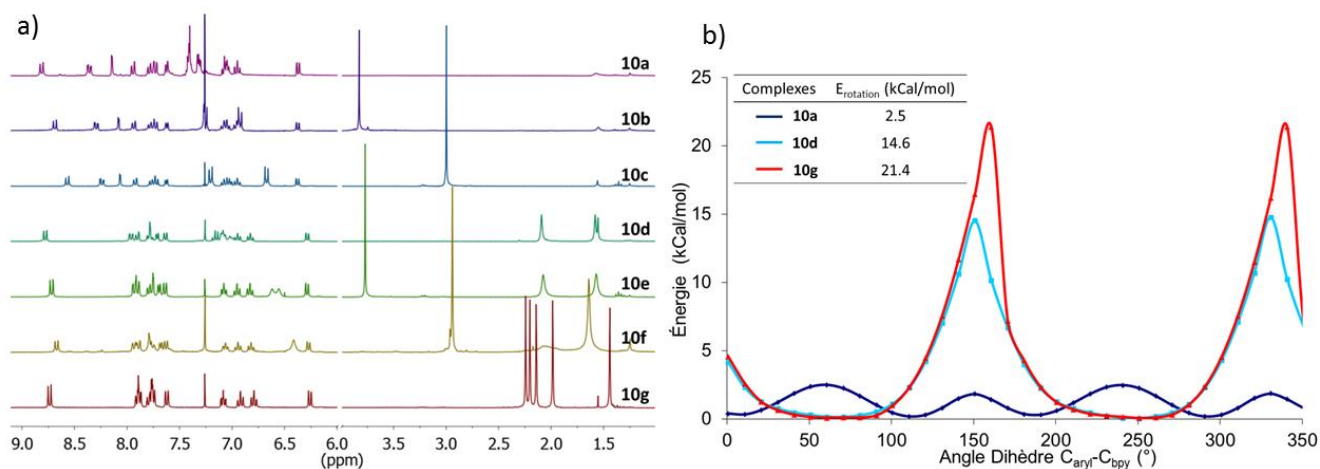 a)
10a
10b
10c
10d
10e
10f
10g
9.0 8.5 8.0 7.5 7.0 6.5 6.0 3.5 3.0 2.5 2.0 1.5
(ppm) (ppm)
b)
25
20
15
10
5
0
Énergie (kCal/mol)
Complexes Erotation (kCal/mol)
10a 2.5
10d 14.6
10g 21.4
0 50 100 150 200 250 300 350
Angle Dihèdre Caryl-Cbpy (°)